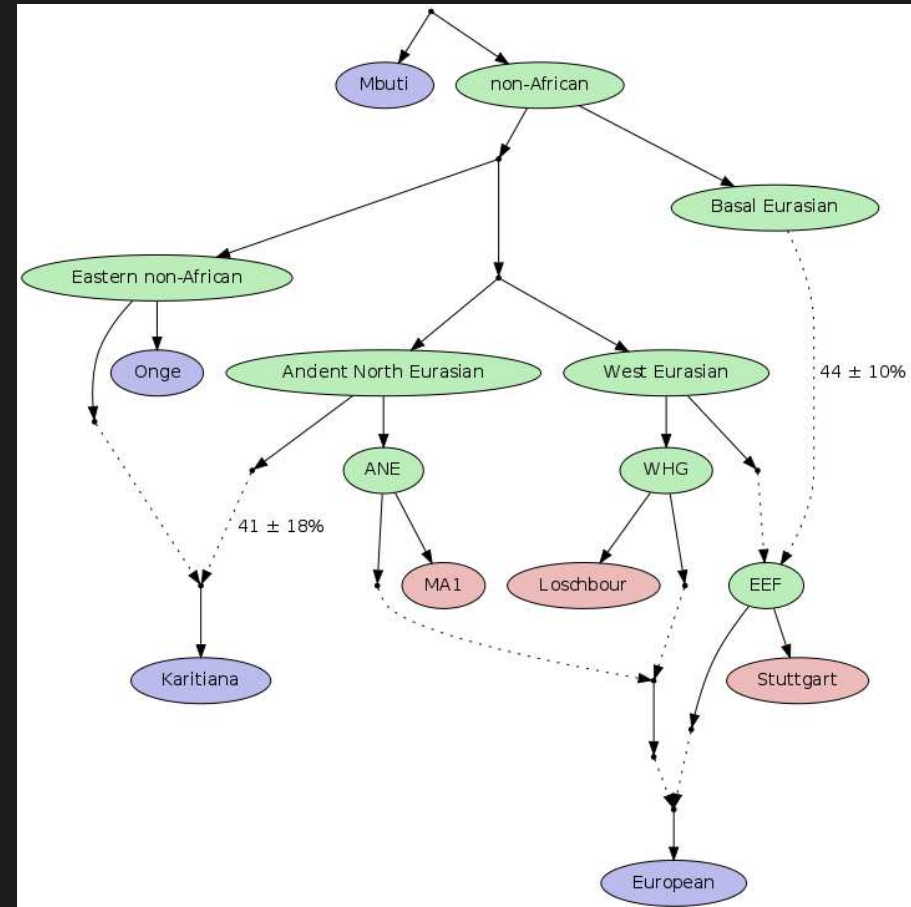 Mbuti
non-African
Basal Eurasian
Eastern non-African
Onge
Ancient North Eurasian
West Eurasian
44 ± 10%
ANE
WHG
41 ± 18%
MA1
Loschbour
EEF
Karitiana
Stuttgart
European